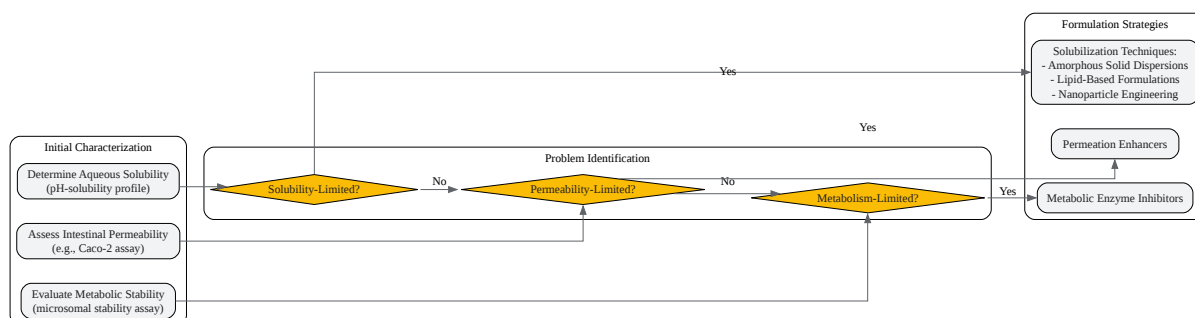 Formulation Strategies
Solubilization Techniques:
- Amorphous Solid Dispersions
- Lipid-Based Formulations
- Nanoparticle Engineering
Yes
Yes
Initial Characterization
Problem Identification
Permeation Enhancers
Determine Aqueous Solubility
(pH-solubility profile)
Solubility-Limited?
No
Permeability-Limited?
No
Metabolism-Limited?
Yes
Metabolic Enzyme Inhibitors
Assess Intestinal Permeability
(e.g., Caco-2 assay)
Evaluate Metabolic Stability
(microsomal stability assay)